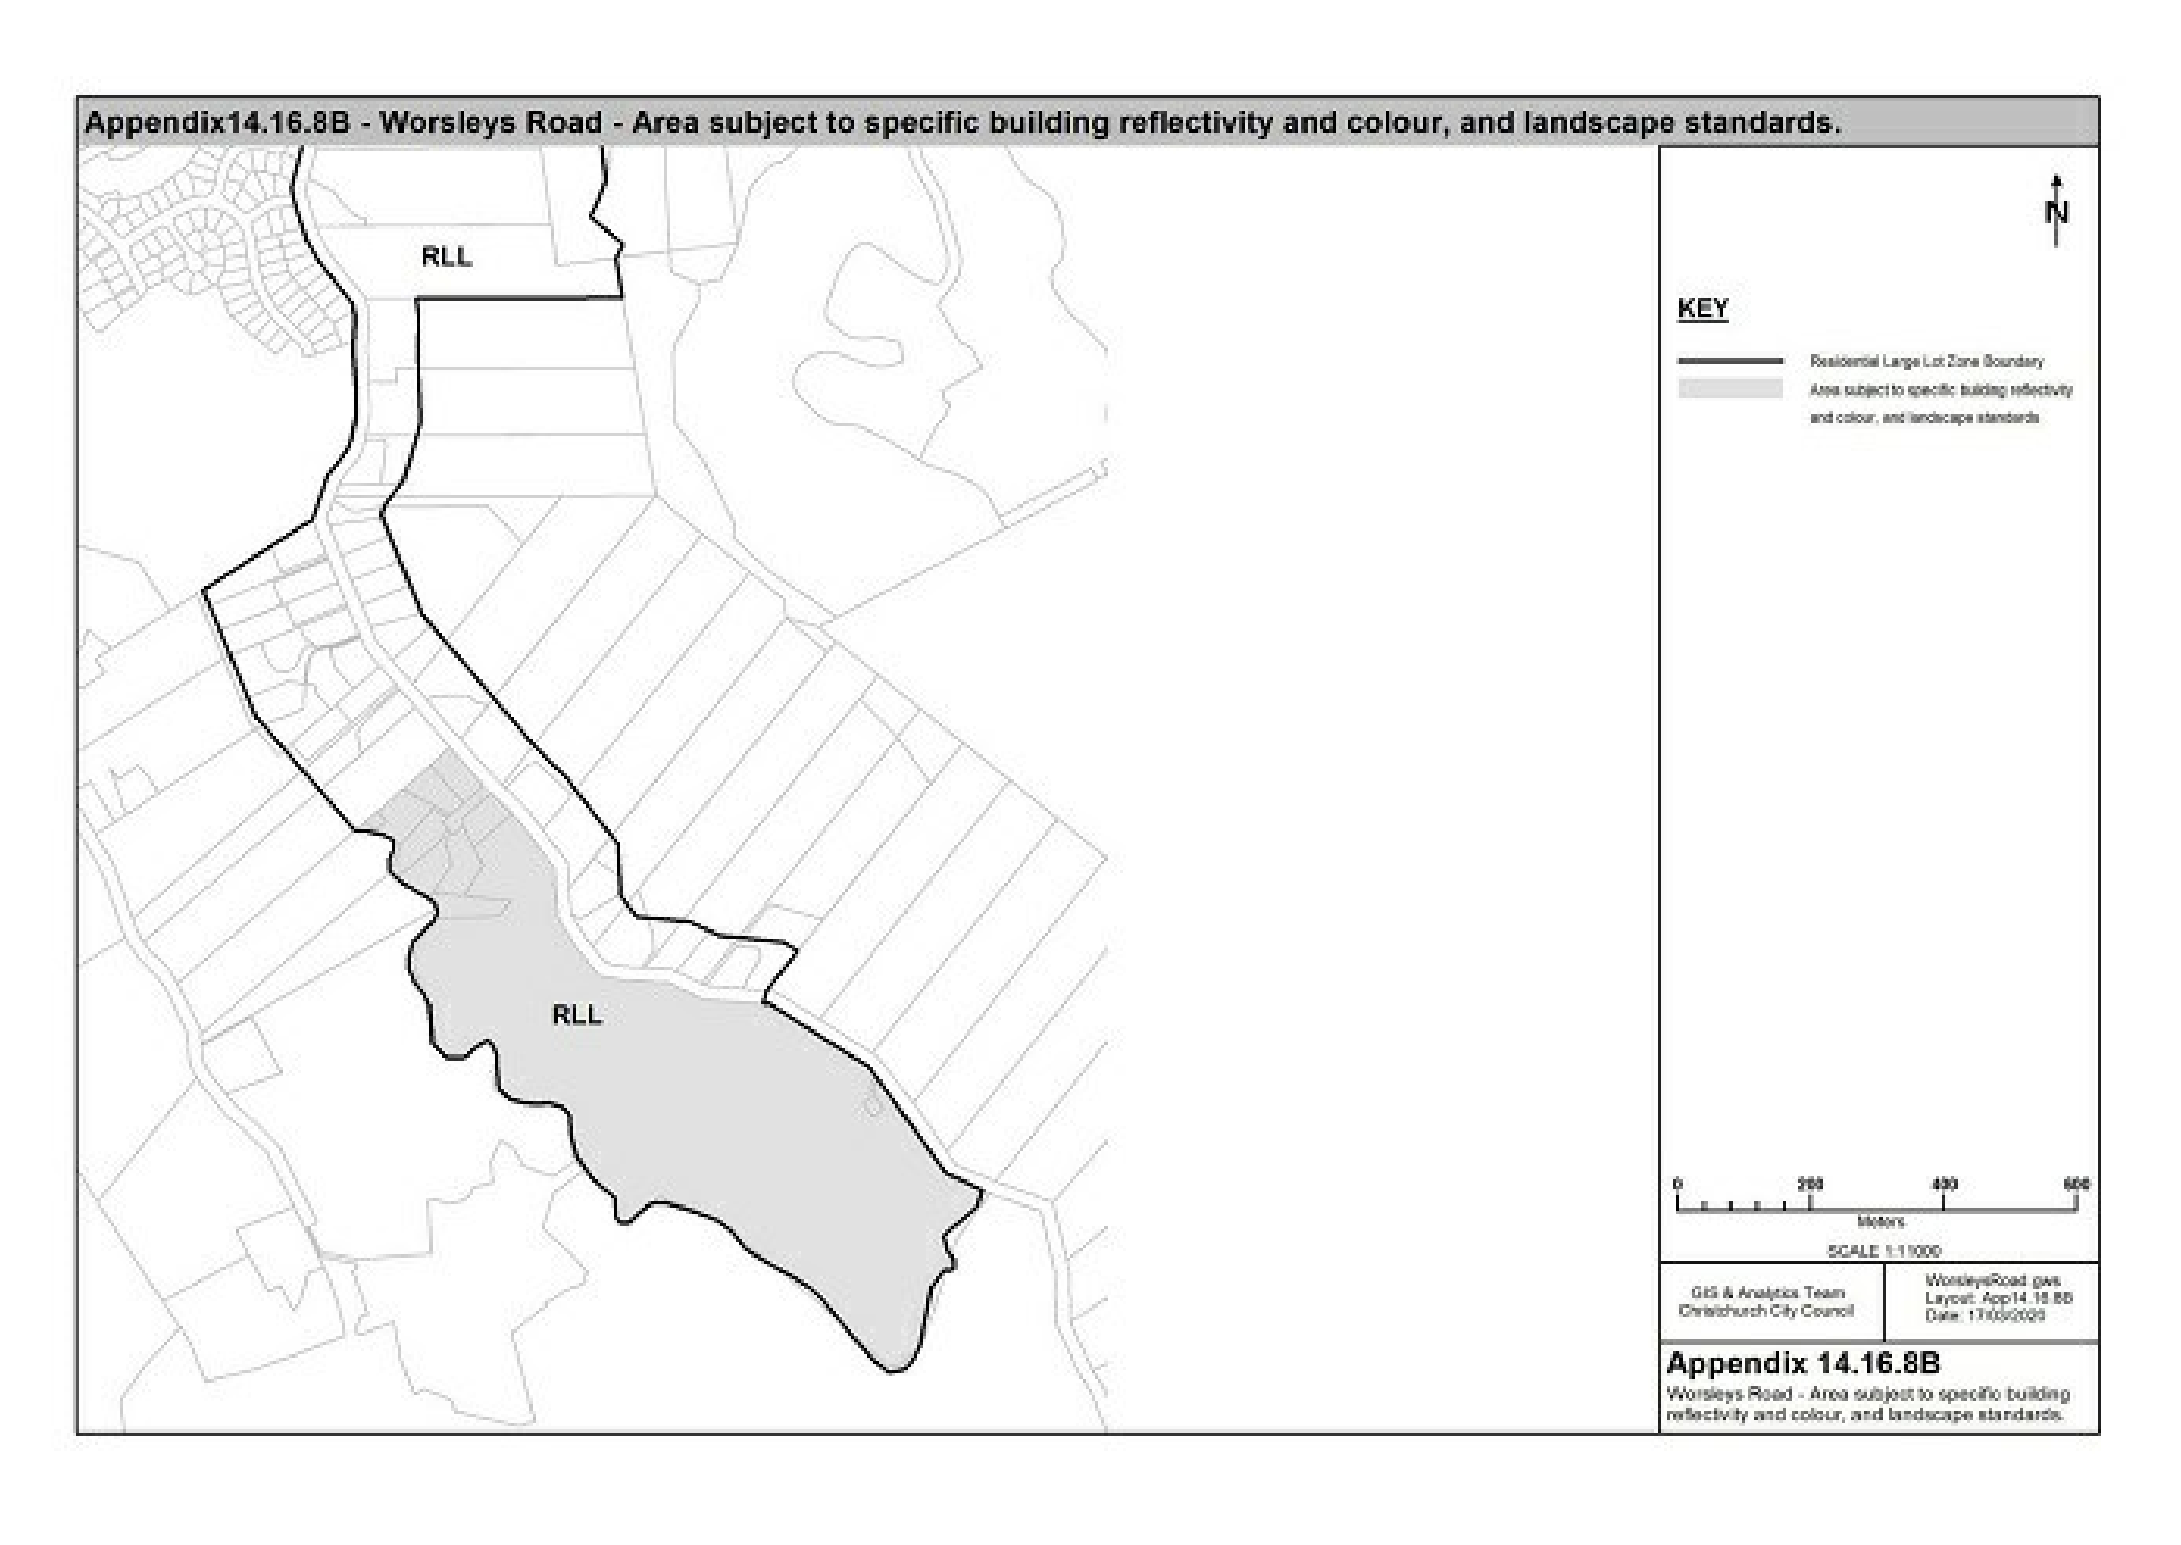 Appendix14.16.8B - Worsleys Road - Area subject to specific building reflectivity and colour, and landscape standards.
N
RLL
KEY
Residential Large Lot Zone Boundary
Area subject to specific building reflectivity
and colour, and landscape standards
RLL
0 200 400 600
Meters
SCALE 1:11000
GIS & Analytics Team
Christchurch City Council
WorsleysRoad.gws
Layout: App14.16.8B
Date:
Appendix 14.16.8B
Worsleys Road - Area subject to specific building
reflectivity and colour, and landscape standards.